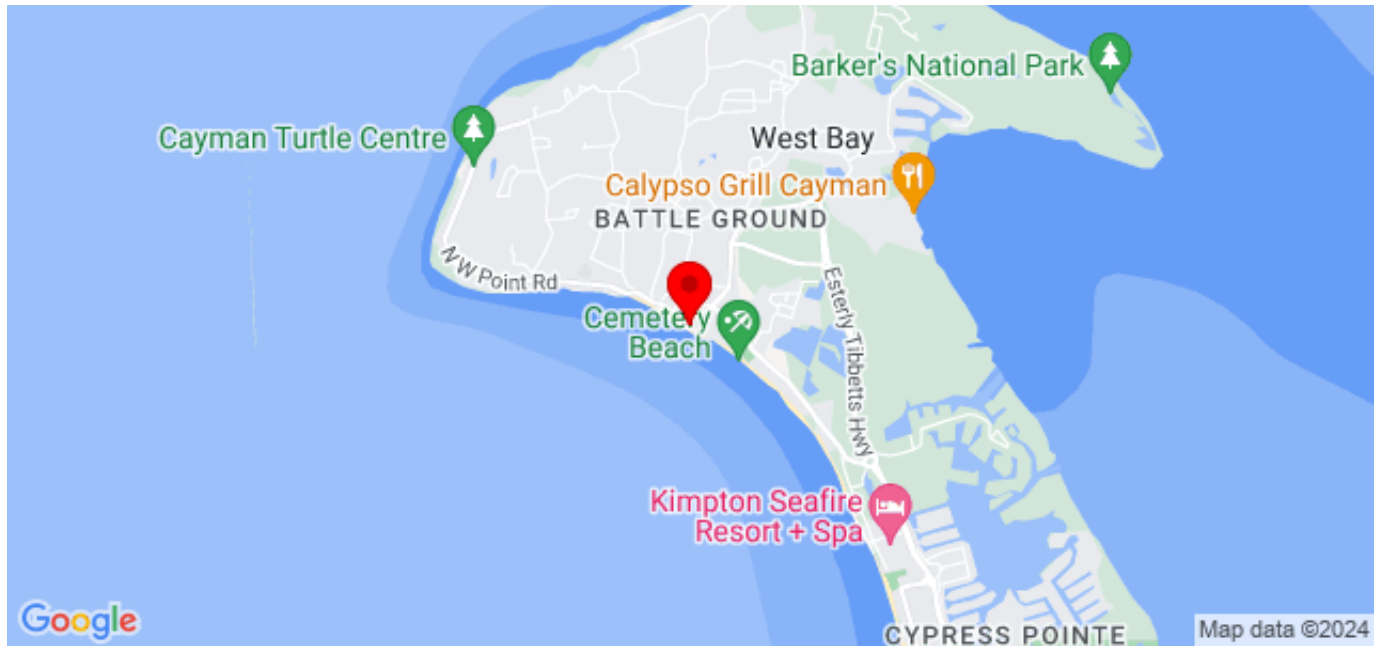 Barker's National Park
Cayman Turtle Centre
West Bay
Calypso Grill Cayman
BATTLE GROUND
N W Point Rd
Esterly Tibbetts Hwy
Cemetery
Beach
Kimpton Seafire
Resort + Spa
CYPRESS POINTE
Google
Map data ©2024